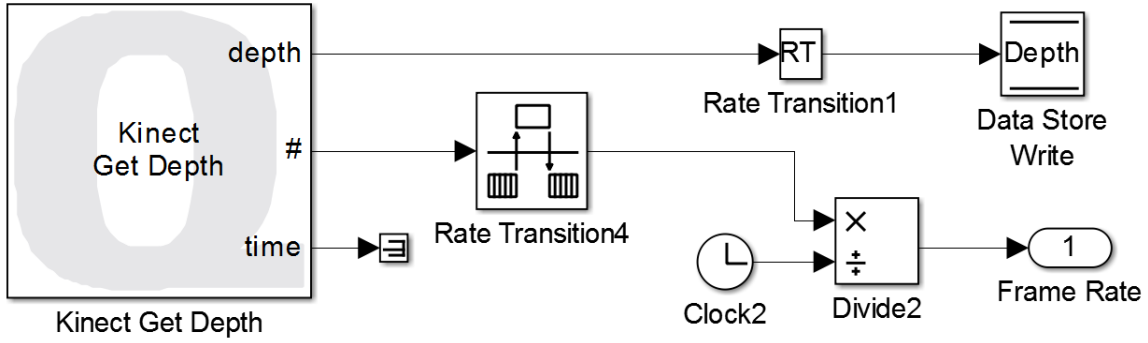 depth
RT
Depth
Rate Transition1
Data Store
Write
Kinect
Get Depth
#
Rate Transition4
time
×
÷
1
Clock2
Divide2
Frame Rate
Kinect Get Depth